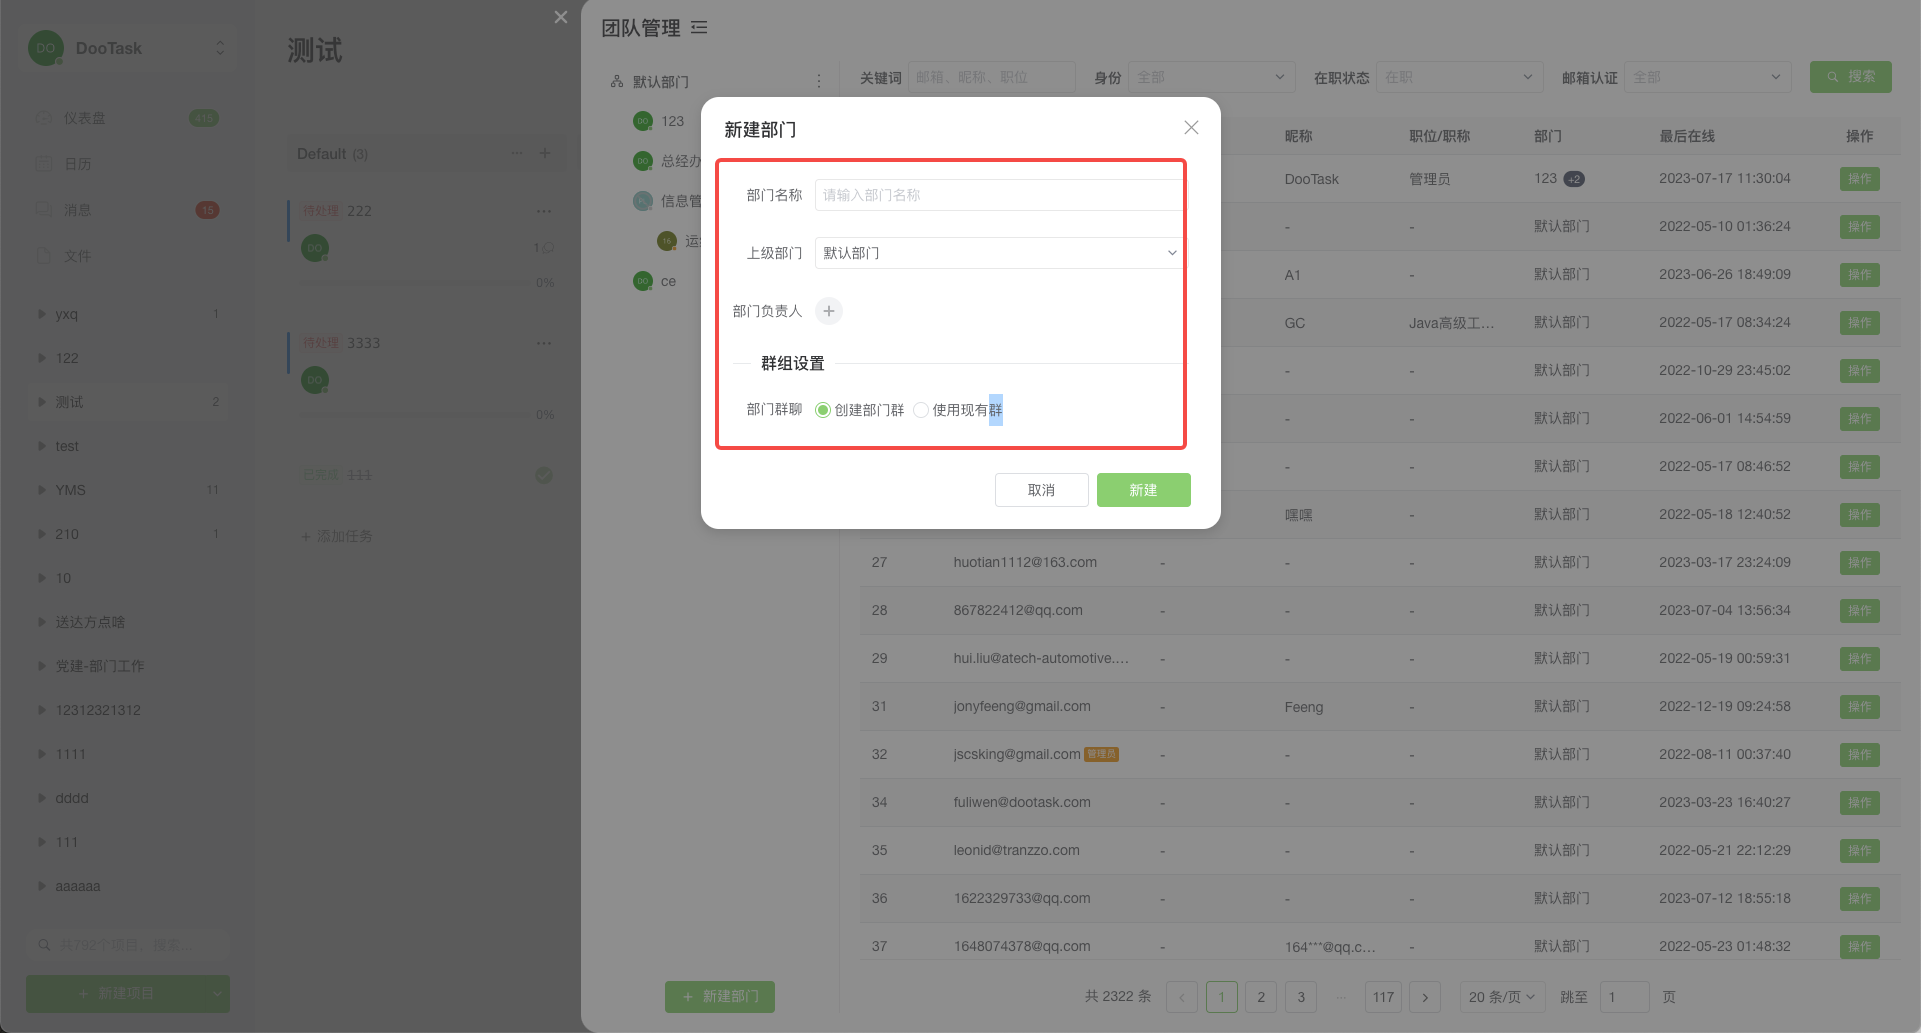 DO DooTask
仪表盘 415
日历
消息 15
文件
yxq 1
122
测试 2
test
YMS 11
210 1
10
送达方点啥
党建-部门工作
12312321312
1111
dddd
111
aaaaaa
共792个项目，搜索...
+ 新建项目
测试
Default (3)
待处理 222
DO 1
0%
待处理 3333
DO
0%
已完成 111
+ 添加任务
团队管理
默认部门
DO 123
DO 总经办
信息管
16 运
DO ce
+ 新建部门
关键词 邮箱、昵称、职位 身份 全部 在职状态 在职 邮箱认证 全部 搜索
昵称 职位/职称 部门 最后在线 操作
DooTask 管理员 123 +2 2023-07-17 11:30:04 操作
- - 默认部门 2022-05-10 01:36:24 操作
A1 - 默认部门 2023-06-26 18:49:09 操作
GC Java高级工... 默认部门 2022-05-17 08:34:24 操作
- - 默认部门 2022-10-29 23:45:02 操作
- - 默认部门 2022-06-01 14:54:59 操作
- - 默认部门 2022-05-17 08:46:52 操作
嘿嘿 - 默认部门 2022-05-18 12:40:52 操作
27 huotian1112@163.com - - - 默认部门 2023-03-17 23:24:09 操作
28 867822412@qq.com - - - 默认部门 2023-07-04 13:56:34 操作
29 hui.liu@atech-automotive.... - - - 默认部门 2022-05-19 00:59:31 操作
31 jonyfeeng@gmail.com - Feeng - 默认部门 2022-12-19 09:24:58 操作
32 jscsking@gmail.com 管理员 - - - 默认部门 2022-08-11 00:37:40 操作
34 fuliwen@dootask.com - - - 默认部门 2023-03-23 16:40:27 操作
35 leonid@tranzzo.com - - - 默认部门 2022-05-21 22:12:29 操作
36 1622329733@qq.com - - - 默认部门 2023-07-12 18:55:18 操作
37 1648074378@qq.com - 164***@qq.c... - 默认部门 2022-05-23 01:48:32 操作
共 2322 条 1 2 3 ... 117 20 条/页 跳至 1 页
新建部门
部门名称 请输入部门名称
上级部门 默认部门
部门负责人 +
群组设置
部门群聊 创建部门群 使用现有群
取消 新建